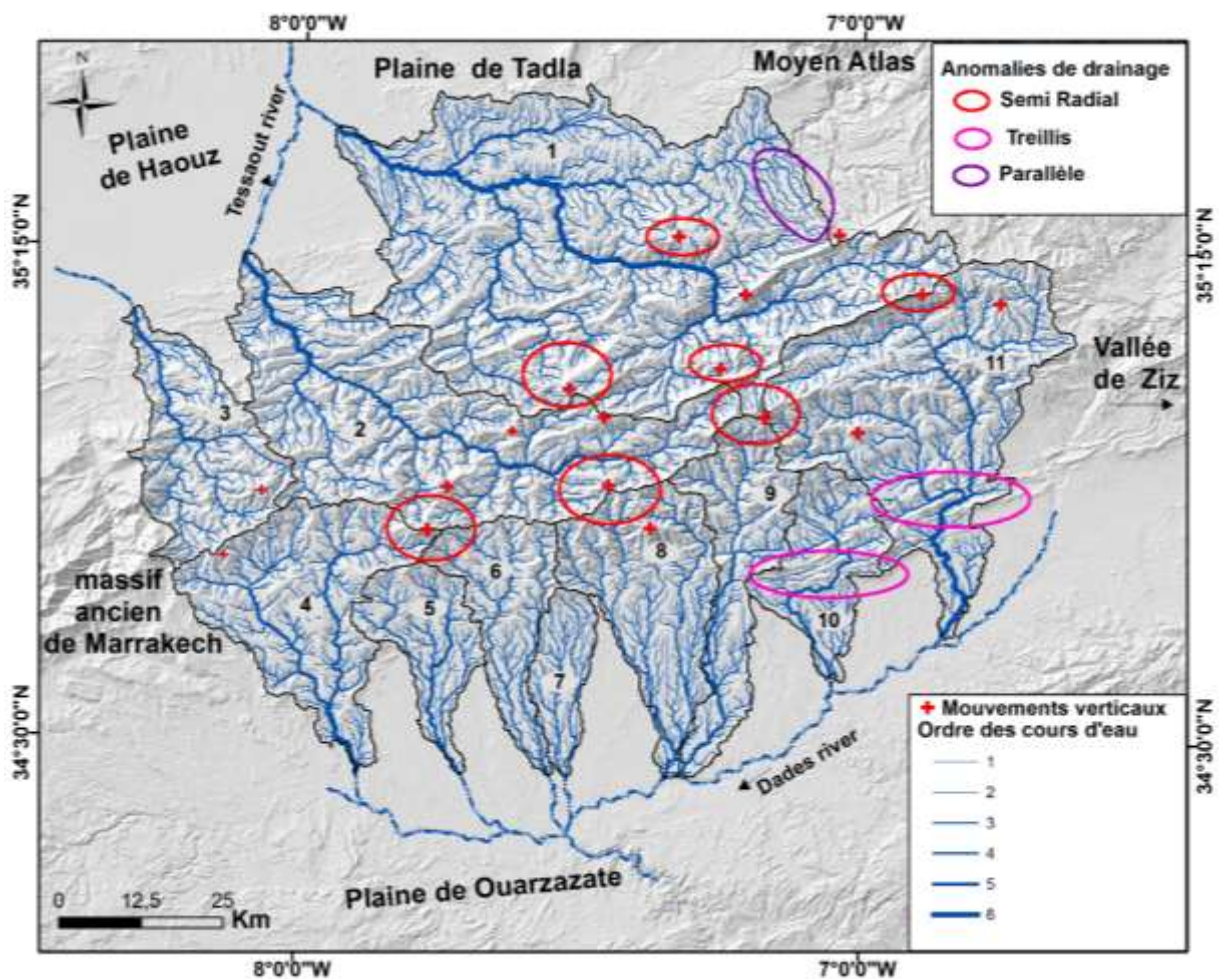 8°0'0"W
7°0'0"W
N
Plaine de Tadla
Moyen Atlas
Anomalies de drainage
Semi Radial
Treillis
Parallèle
Plaine
de Haouz
Tessaout river
1
35°15'0"N
35°15'0"N
Vallée
de Ziz
11
3
2
9
8
massif
ancien
de Marrakech
6
4
5
10
7
34°30'0"N
34°30'0"N
Dades river
Mouvements verticaux
Ordre des cours d'eau
1
2
3
4
5
6
Plaine de Ouarzazate
0 12,5 25
Km
8°0'0"W
7°0'0"W